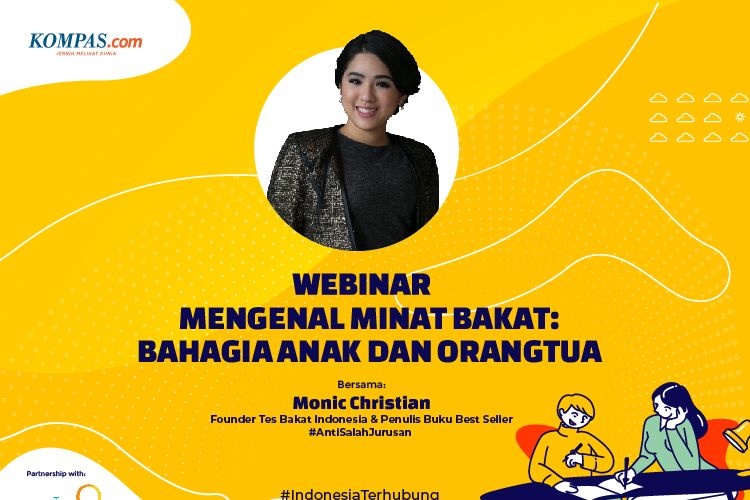 KOMPAS.com
JERNIH MELIHAT DUNIA
WEBINAR
MENGENAL MINAT BAKAT:
BAHAGIA ANAK DAN ORANGTUA
Bersama:
Monic Christian
Founder Tes Bakat Indonesia & Penulis Buku Best Seller
#AntiSalahJurusan
Partnership with:
#IndonesiaTerhubung